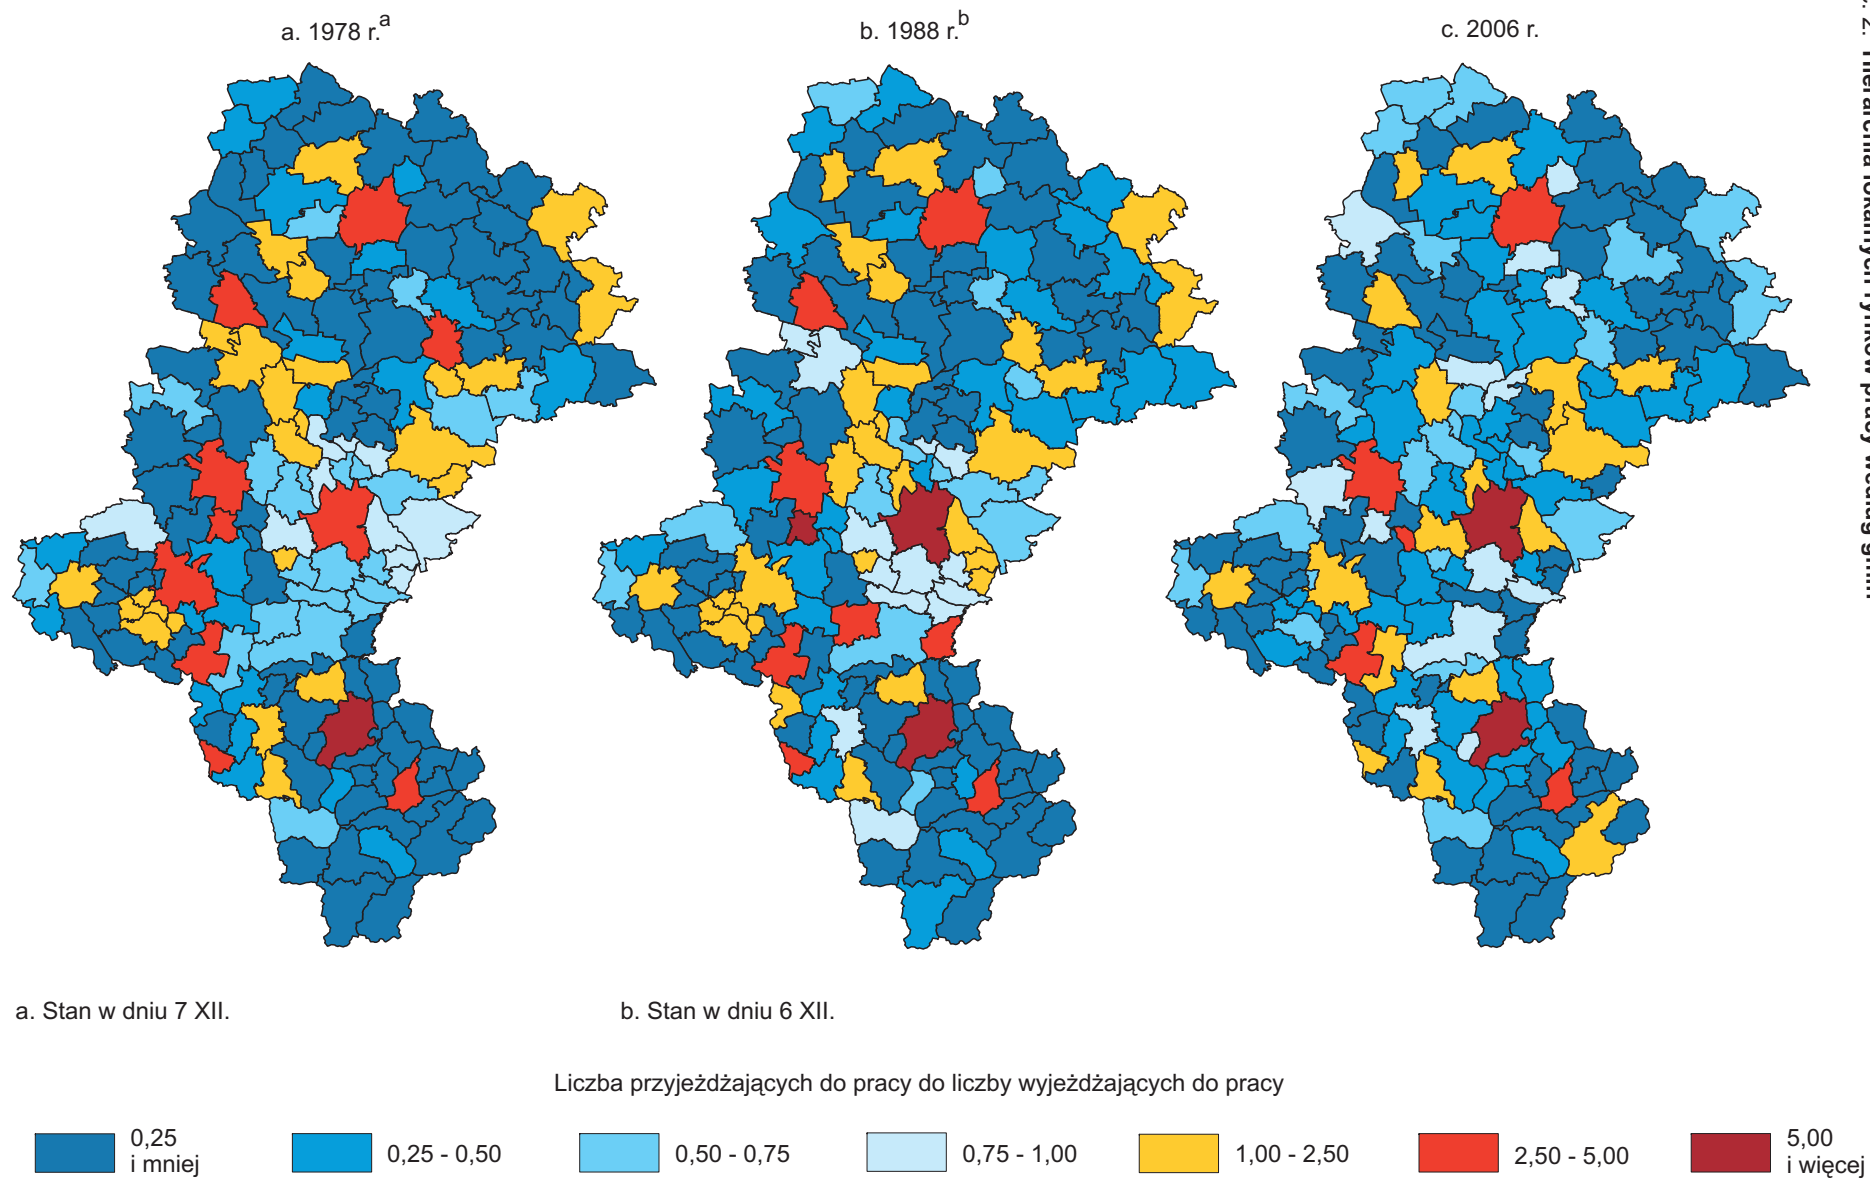 a. 1978 r.a
b. 1988 r.b
c. 2006 r.
a. Stan w dniu 7 XII.
b. Stan w dniu 6 XII.
Liczba przyjeżdżających do pracy do liczby wyjeżdżających do pracy
0,25
i mniej
0,25 - 0,50
0,50 - 0,75
0,75 - 1,00
1,00 - 2,50
2,50 - 5,00
5,00
i więcej